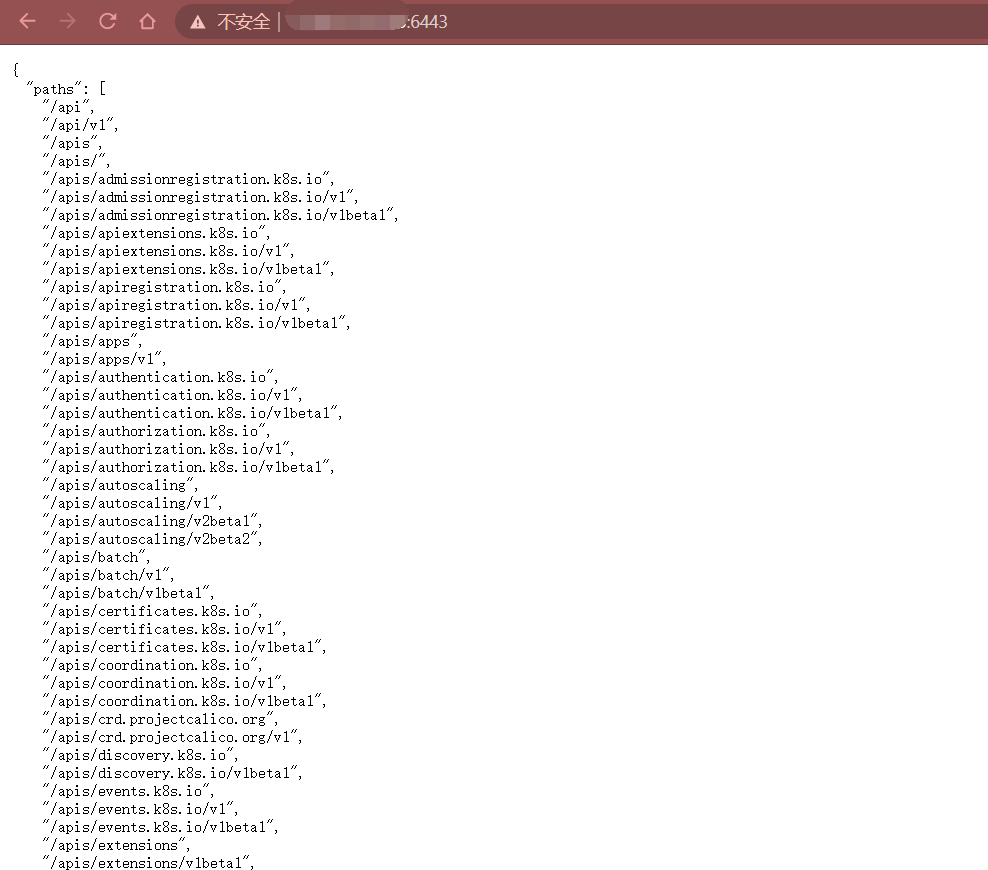 不安全 | :6443
{
"paths": [
"/api",
"/api/v1",
"/apis",
"/apis/",
"/apis/admissionregistration.k8s.io",
"/apis/admissionregistration.k8s.io/v1",
"/apis/admissionregistration.k8s.io/v1beta1",
"/apis/apiextensions.k8s.io",
"/apis/apiextensions.k8s.io/v1",
"/apis/apiextensions.k8s.io/v1beta1",
"/apis/apiregistration.k8s.io",
"/apis/apiregistration.k8s.io/v1",
"/apis/apiregistration.k8s.io/v1beta1",
"/apis/apps",
"/apis/apps/v1",
"/apis/authentication.k8s.io",
"/apis/authentication.k8s.io/v1",
"/apis/authentication.k8s.io/v1beta1",
"/apis/authorization.k8s.io",
"/apis/authorization.k8s.io/v1",
"/apis/authorization.k8s.io/v1beta1",
"/apis/autoscaling",
"/apis/autoscaling/v1",
"/apis/autoscaling/v2beta1",
"/apis/autoscaling/v2beta2",
"/apis/batch",
"/apis/batch/v1",
"/apis/batch/v1beta1",
"/apis/certificates.k8s.io",
"/apis/certificates.k8s.io/v1",
"/apis/certificates.k8s.io/v1beta1",
"/apis/coordination.k8s.io",
"/apis/coordination.k8s.io/v1",
"/apis/coordination.k8s.io/v1beta1",
"/apis/crd.projectcalico.org",
"/apis/crd.projectcalico.org/v1",
"/apis/discovery.k8s.io",
"/apis/discovery.k8s.io/v1beta1",
"/apis/events.k8s.io",
"/apis/events.k8s.io/v1",
"/apis/events.k8s.io/v1beta1",
"/apis/extensions",
"/apis/extensions/v1beta1",